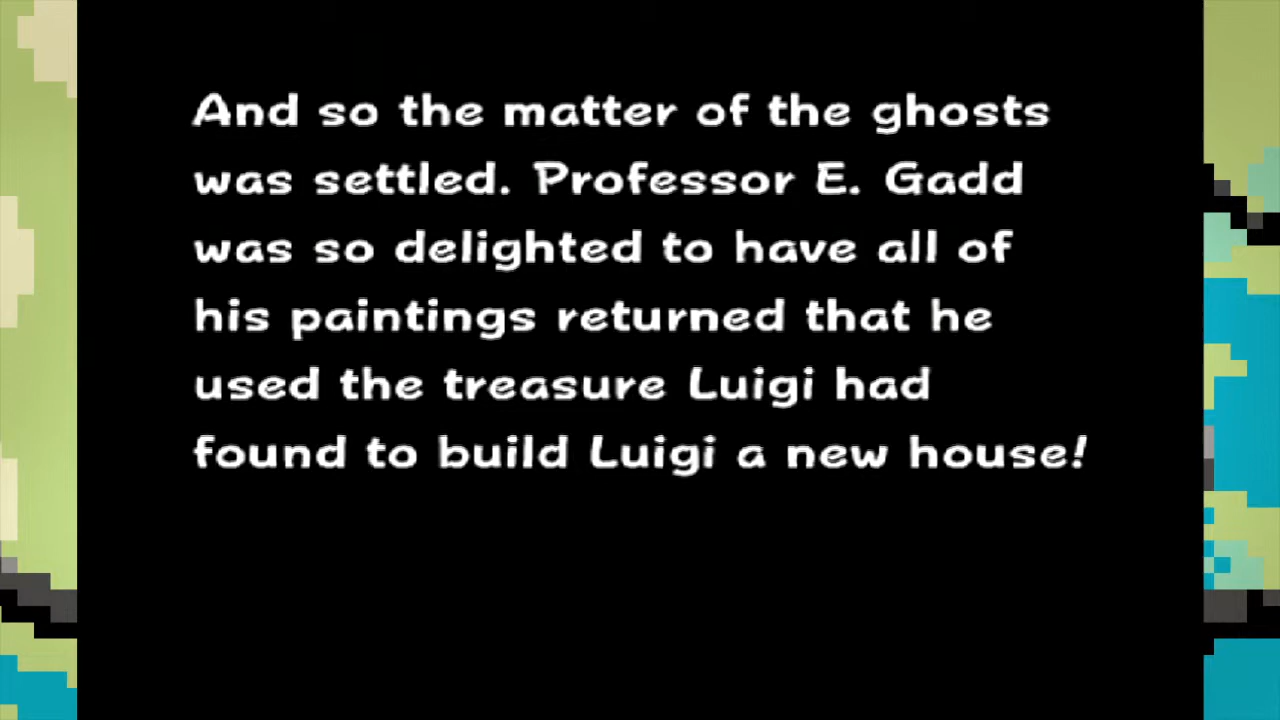 And so the matter of the ghosts
was settled. Professor E. Gadd
was so delighted to have all of
his paintings returned that he
used the treasure Luigi had
found to build Luigi a new house!